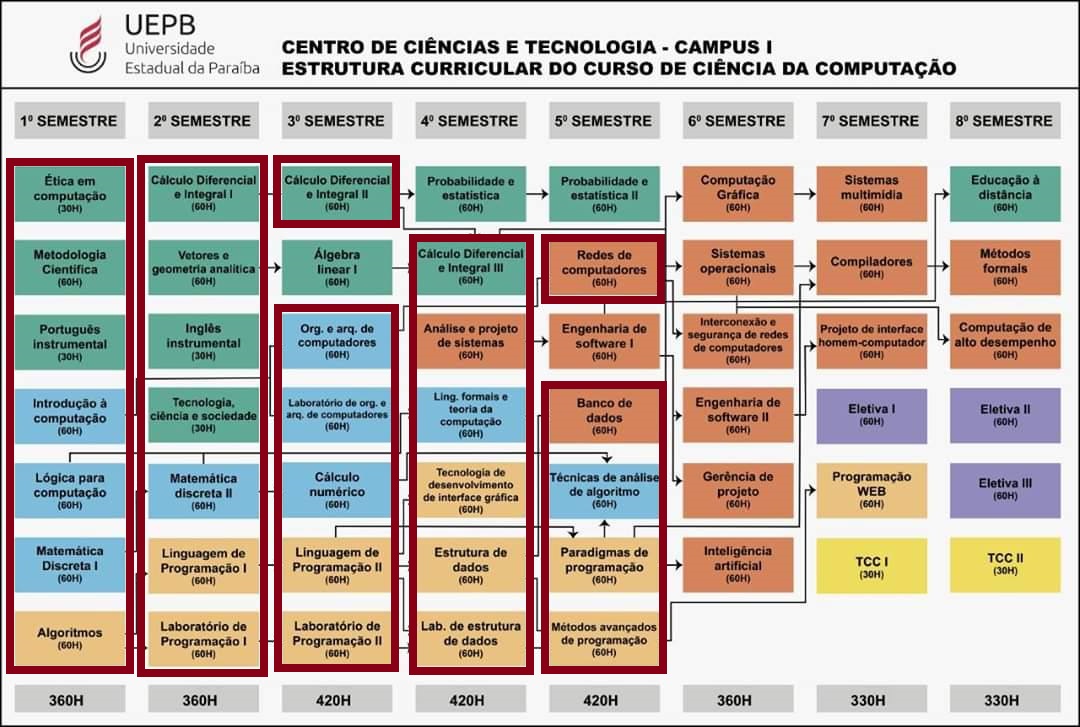 UEPB
Universidade
Estadual da Paraíba
CENTRO DE CIÊNCIAS E TECNOLOGIA - CAMPUS I
ESTRUTURA CURRICULAR DO CURSO DE CIÊNCIA DA COMPUTAÇÃO
1º SEMESTRE
2º SEMESTRE
3º SEMESTRE
4º SEMESTRE
5º SEMESTRE
6º SEMESTRE
7º SEMESTRE
8º SEMESTRE
Ética em
computação
(30H)
Cálculo Diferencial
e Integral I
(60H)
Cálculo Diferencial
e Integral II
(60H)
Probabilidade e
estatística
(60H)
Probabilidade e
estatística II
(60H)
Computação
Gráfica
(60H)
Sistemas
multimídia
(60H)
Educação à
distância
(60H)
Metodologia
Científica
(60H)
Vetores e
geometria analítica
(60H)
Álgebra
linear I
(60H)
Cálculo Diferencial
e Integral III
(60H)
Redes de
computadores
(60H)
Sistemas
operacionais
(60H)
Compiladores
(60H)
Métodos
formais
(60H)
Português
instrumental
(30H)
Inglês
instrumental
(30H)
Org. e arq. de
computadores
(60H)
Análise e projeto
de sistemas
(60H)
Engenharia de
software I
(60H)
Interconexão e
segurança de redes
de computadores
(60H)
Projeto de interface
homem-computador
(60H)
Computação de
alto desempenho
(60H)
Introdução à
computação
(60H)
Tecnologia,
ciência e sociedade
(30H)
Laboratório de org. e
arq. de computadores
(60H)
Ling. formais e
teoria da
computação
(60H)
Banco de
dados
(60H)
Engenharia de
software II
(60H)
Eletiva I
(60H)
Eletiva II
(60H)
Lógica para
computação
(60H)
Matemática
discreta II
(60H)
Cálculo
numérico
(60H)
Tecnologia de
desenvolvimento
de interface gráfica
(60H)
Técnicas de análise
de algoritmo
(60H)
Gerência de
projeto
(60H)
Programação
WEB
(60H)
Eletiva III
(60H)
Matemática
Discreta I
(60H)
Linguagem de
Programação I
(60H)
Linguagem de
Programação II
(60H)
Estrutura de
dados
(60H)
Paradigmas de
programação
(60H)
Inteligência
artificial
(60H)
TCC I
(30H)
TCC II
(30H)
Algoritmos
(60H)
Laboratório de
Programação I
(60H)
Laboratório de
Programação II
(60H)
Lab. de estrutura
de dados
(60H)
Métodos avançados
de programação
(60H)
360H
360H
420H
420H
420H
360H
330H
330H